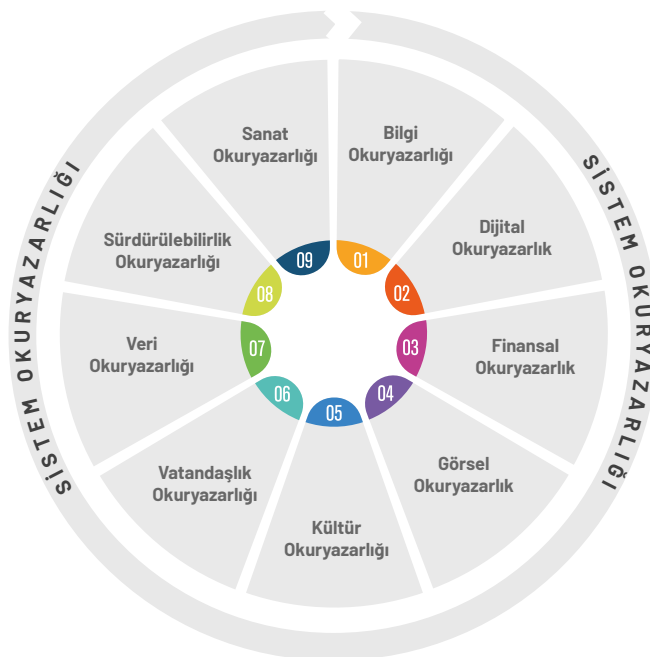 SİSTEM OKURYAZARLIĞI
SİSTEM OKURYAZARLIĞI
01
Bilgi
Okuryazarlığı
02
Dijital
Okuryazarlık
03
Finansal
Okuryazarlık
04
Görsel
Okuryazarlık
05
Kültür
Okuryazarlığı
06
Vatandaşlık
Okuryazarlığı
07
Veri
Okuryazarlığı
08
Sürdürülebilirlik
Okuryazarlığı
09
Sanat
Okuryazarlığı